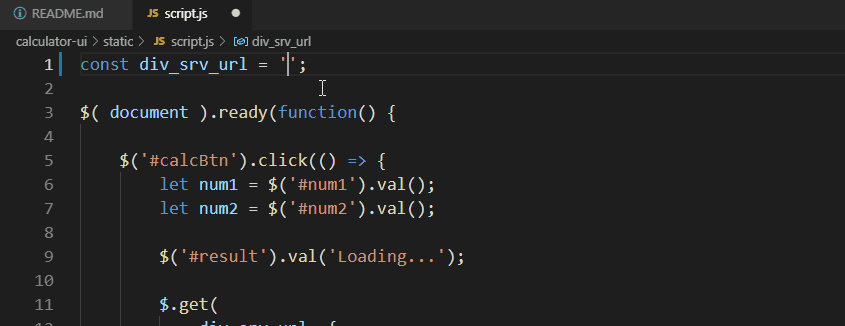 README.md JS script.js
calculator-ui > static > JS script.js > div_srv_url
1 const div_srv_url = '';
2
3 $( document ).ready(function() {
4
5 $('#calcBtn').click(() => {
6 let num1 = $('#num1').val();
7 let num2 = $('#num2').val();
8
9 $('#result').val('Loading...');
10
11 $.get(